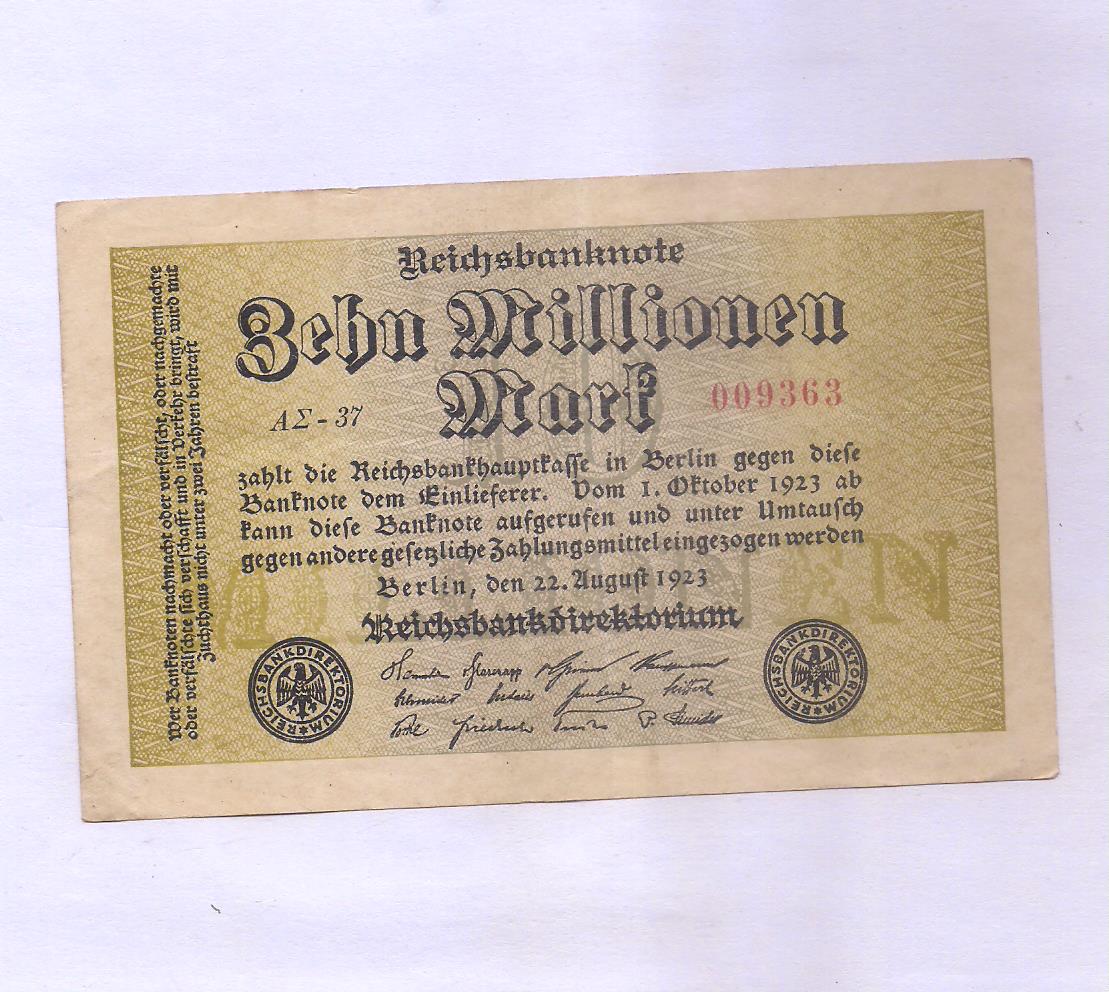 Reichsbanknote
Zehn Millionen
Mark
009363
AΣ-37
zahlt die Reichsbankhauptkasse in Berlin gegen diese
Banknote dem Einlieferer. Vom 1. Oktober 1923 ab
kann diese Banknote aufgerufen und unter Umtausch
gegen andere gesetzliche Zahlungsmittel eingezogen werden
Berlin, den 22. August 1923
Reichsbankdirektorium
REICHSBANKDIREKTORIUM
REICHSBANKDIREKTORIUM
Wer Banknoten nachmacht oder verfälscht, oder nachgemachte
oder verfälschte sich verschafft und in Verkehr bringt, wird mit
Zuchthaus nicht unter zwei Jahren bestraft